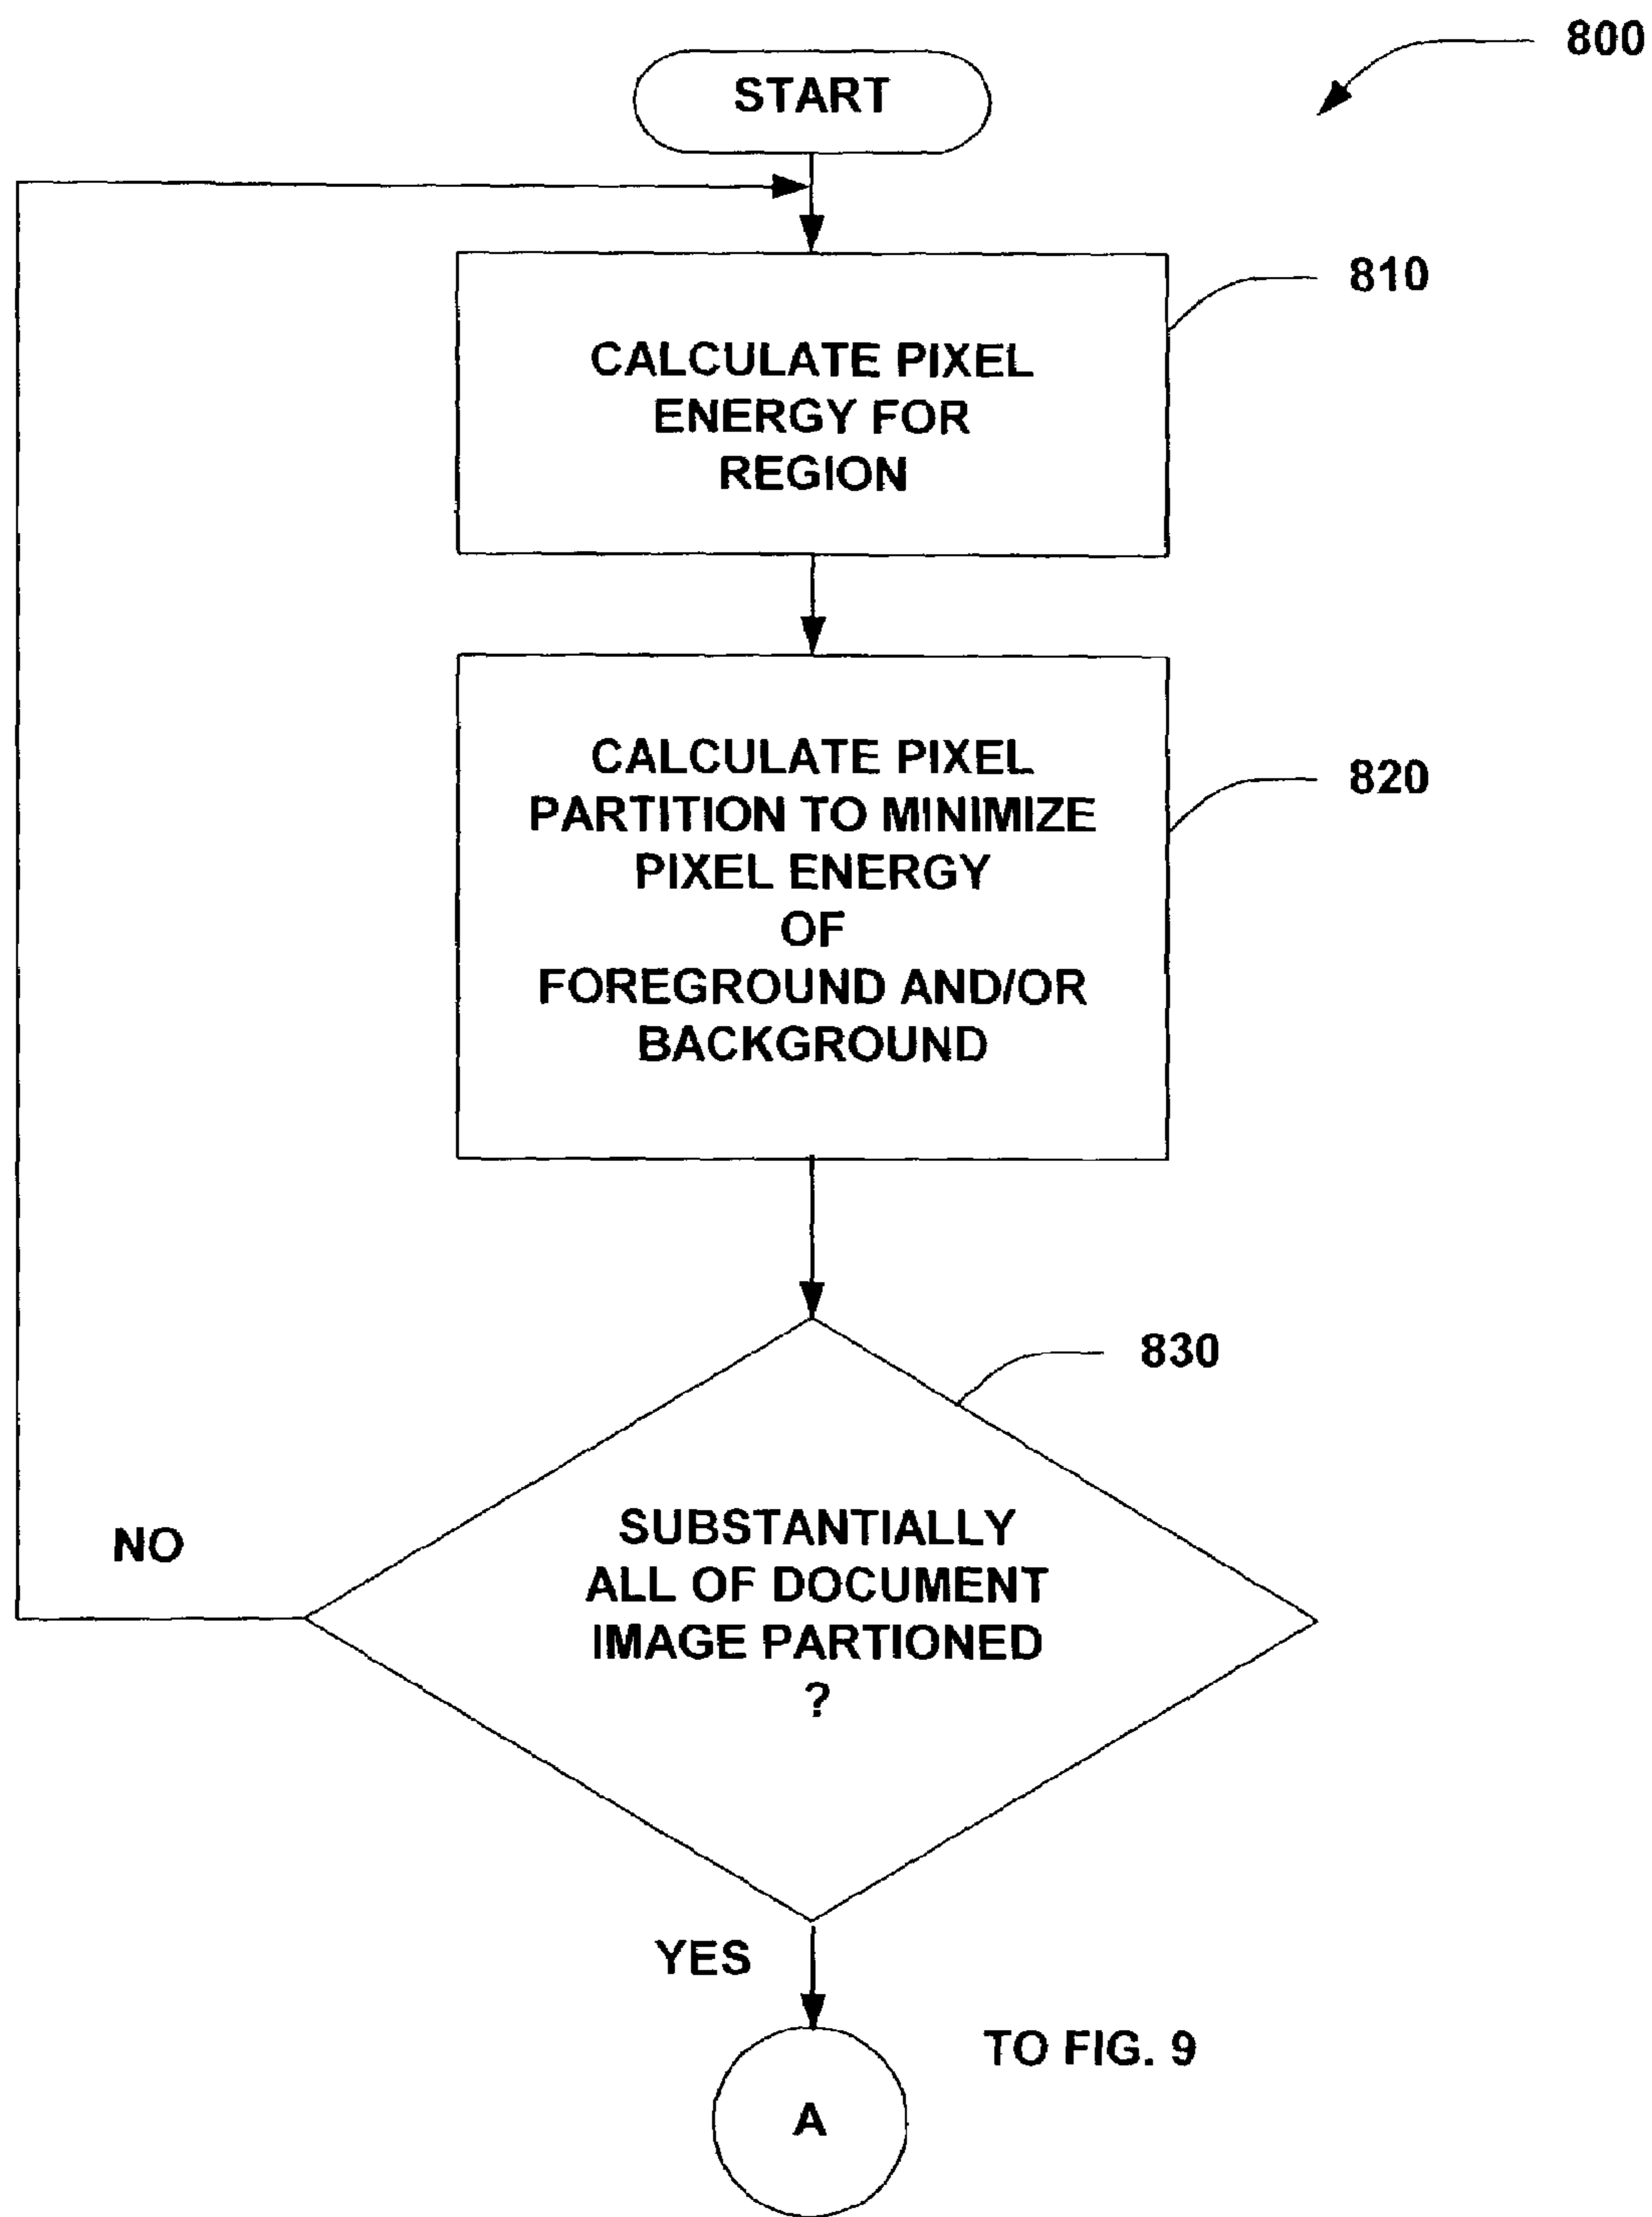 800
START
810
CALCULATE PIXEL
ENERGY FOR
REGION
820
CALCULATE PIXEL
PARTITION TO MINIMIZE
PIXEL ENERGY
OF
FOREGROUND AND/OR
BACKGROUND
830
SUBSTANTIALLY
ALL OF DOCUMENT
IMAGE PARTIONED
?
NO
YES
TO FIG. 9
A